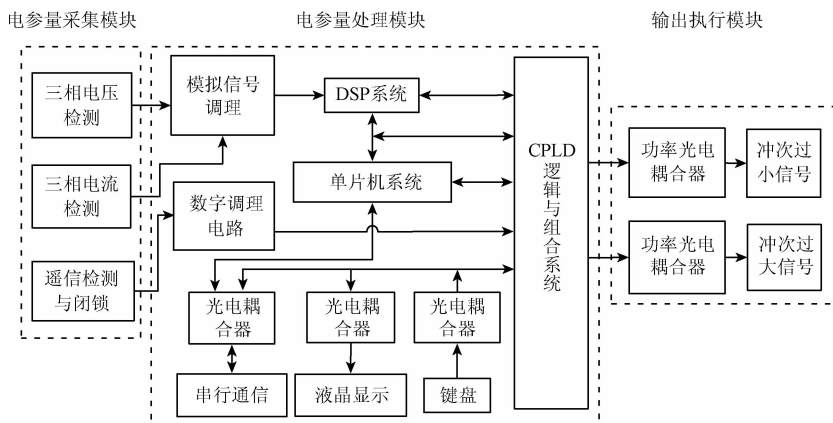 电参量采集模块
电参量处理模块
输出执行模块
三相电压
检测
三相电流
检测
遥信检测
与闭锁
模拟信号
调理
DSP系统
单片机系统
数字调理
电路
光电耦
合器
光电耦
合器
光电耦
合器
串行通信
液晶显示
键盘
CPLD
逻
辑
与
组
合
系
统
功率光电
耦合器
冲次过
小信号
功率光电
耦合器
冲次过
大信号